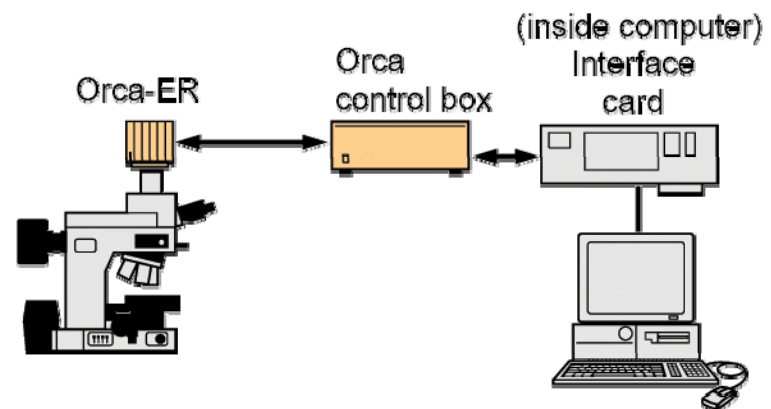 Orca-ER
Orca
control box
(inside computer)
Interface
card